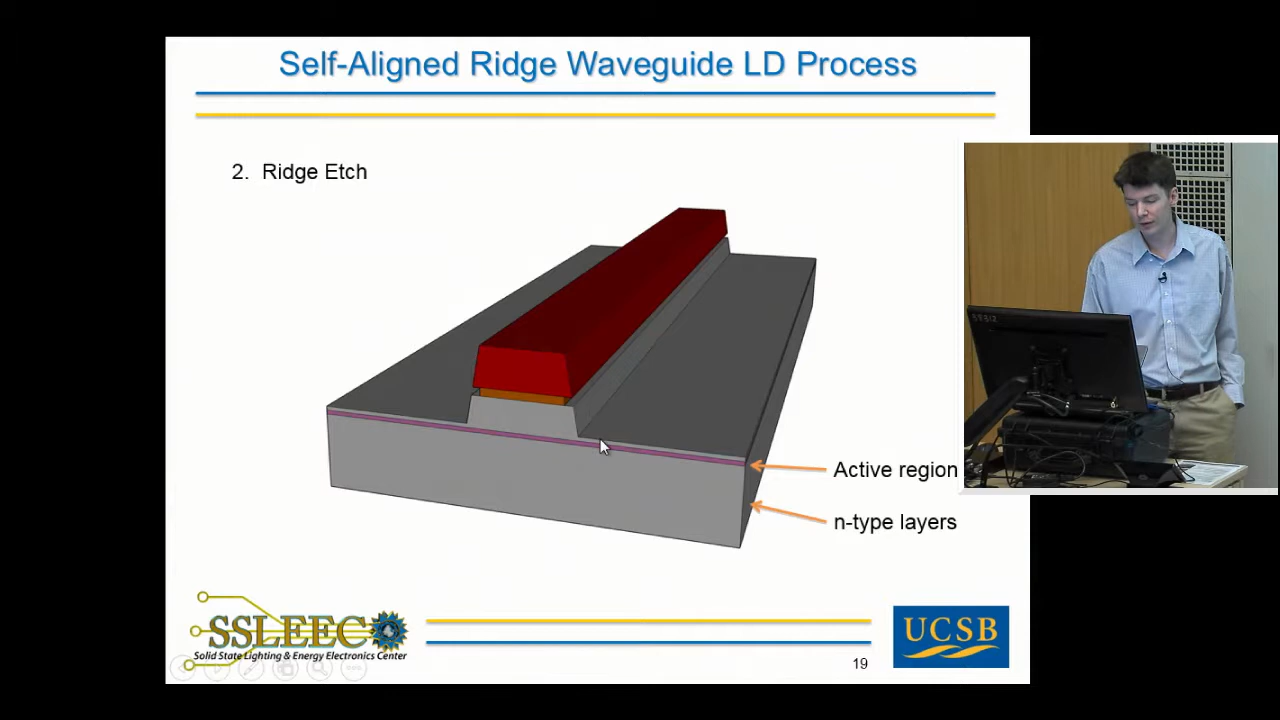 Self-Aligned Ridge Waveguide LD Process
2. Ridge Etch
Active region
n-type layers
SSLEEC
Solid State Lighting & Energy Electronics Center
UCSB
19